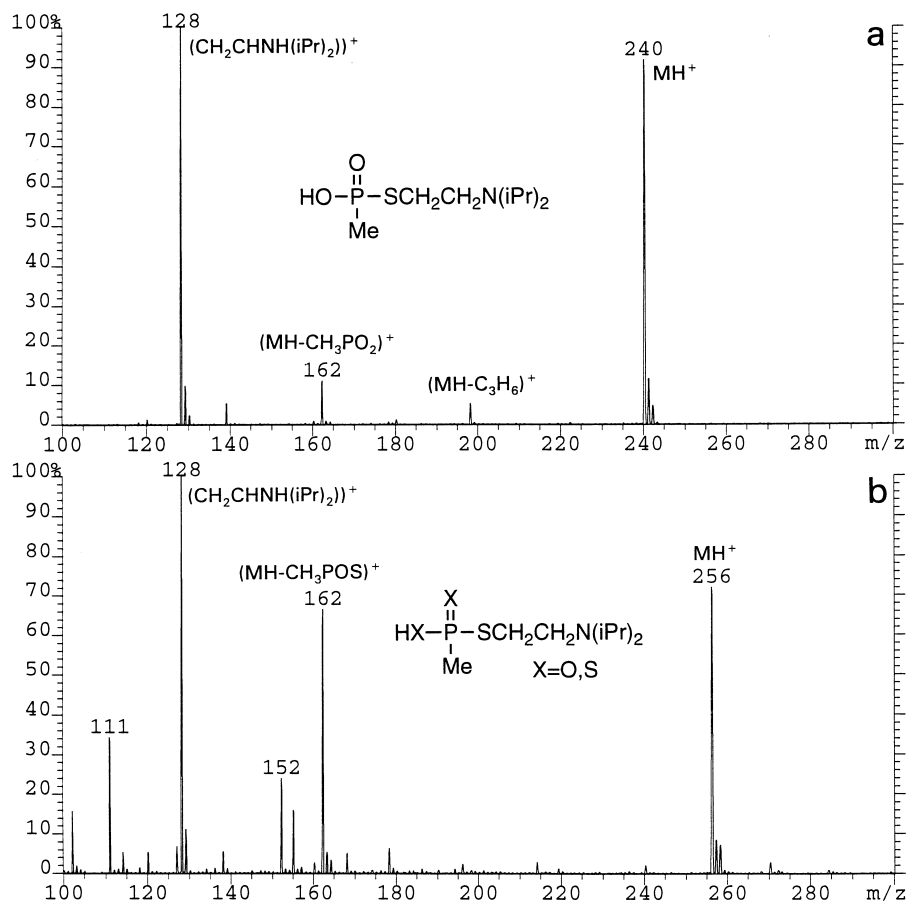 100%
90
80
70
60
50
40
30
20
10
0
128
(CH₂CHNH(iPr)₂))⁺
a
240
MH⁺
O
HO–P–SCH₂CH₂N(iPr)₂
Me
(MH-CH₃PO₂)⁺
162
(MH-C₃H₆)⁺
100 120 140 160 180 200 220 240 260 280 m/z
100%
90
80
70
60
50
40
30
20
10
0
128
(CH₂CHNH(iPr)₂))⁺
b
MH⁺
256
(MH-CH₃POS)⁺
162
X
HX–P–SCH₂CH₂N(iPr)₂
Me
X=O,S
111
152
100 120 140 160 180 200 220 240 260 280 m/z